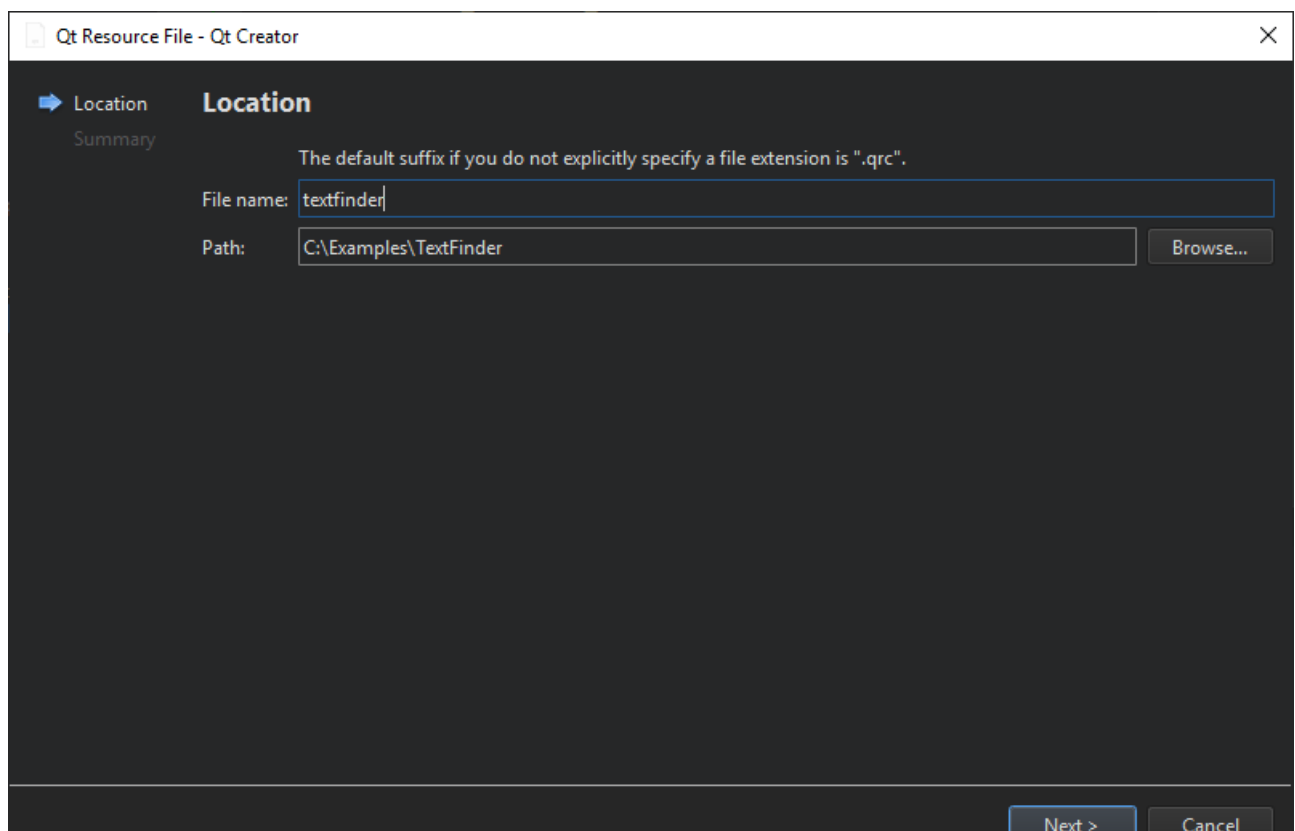 Qt Resource File - Qt Creator
Location
Summary
Location
The default suffix if you do not explicitly specify a file extension is ".qrc".
File name: textfinder
Path: C:\Examples\TextFinder Browse...
Next > Cancel